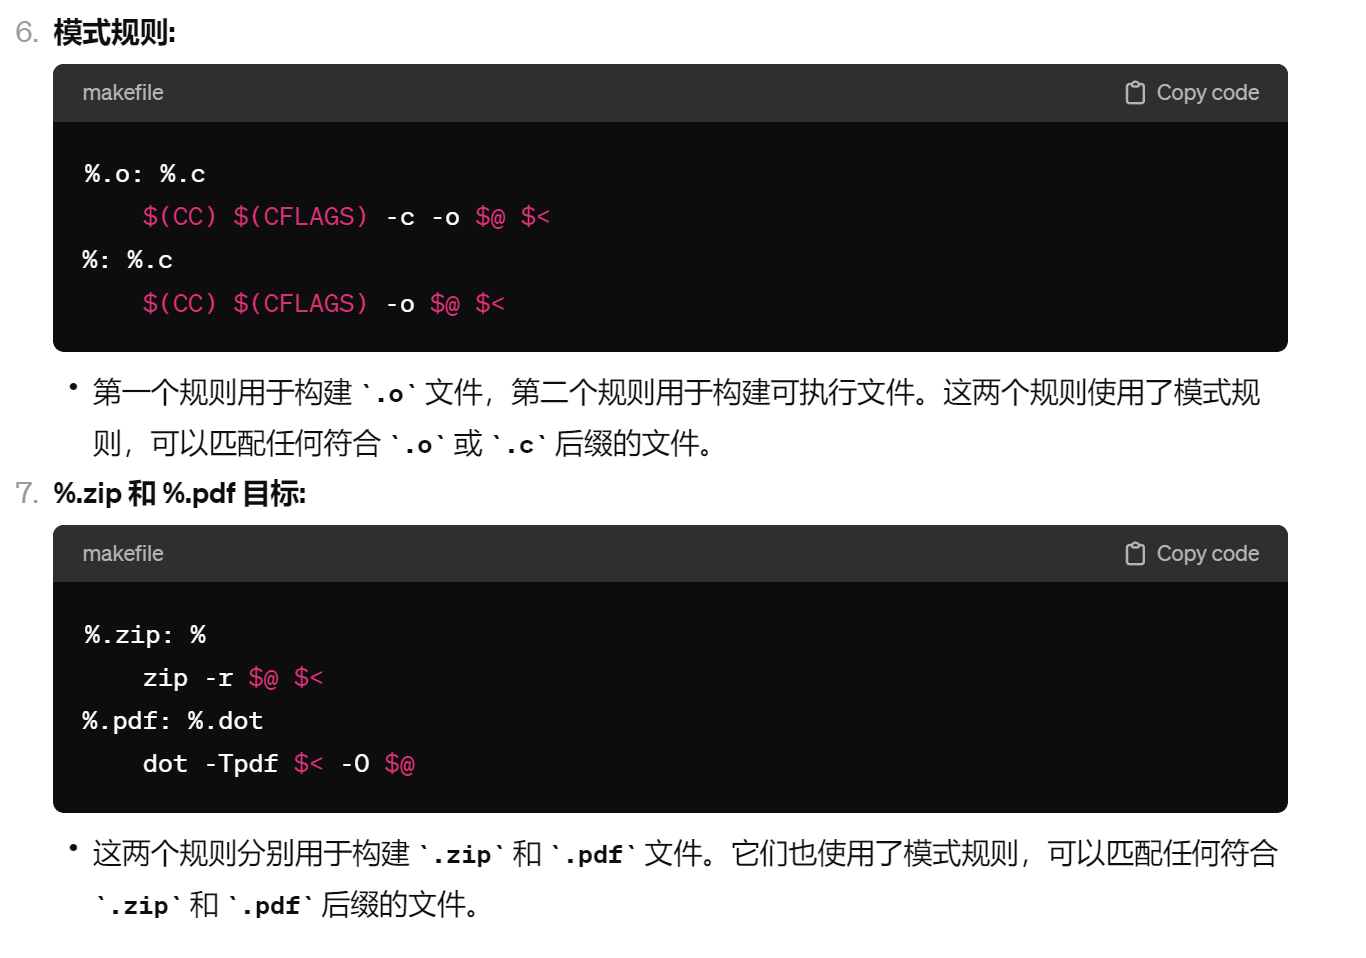 6. 模式规则:
makefile
Copy code
%.o: %.c
    $(CC) $(CFLAGS) -c -o $@ $<
%: %.c
    $(CC) $(CFLAGS) -o $@ $<
• 第一个规则用于构建 `.o` 文件，第二个规则用于构建可执行文件。这两个规则使用了模式规
则，可以匹配任何符合 `.o` 或 `.c` 后缀的文件。
7. %.zip 和 %.pdf 目标:
makefile
Copy code
%.zip: %
    zip -r $@ $<
%.pdf: %.dot
    dot -Tpdf $< -O $@
• 这两个规则分别用于构建 `.zip` 和 `.pdf` 文件。它们也使用了模式规则，可以匹配任何符合
`.zip` 和 `.pdf` 后缀的文件。